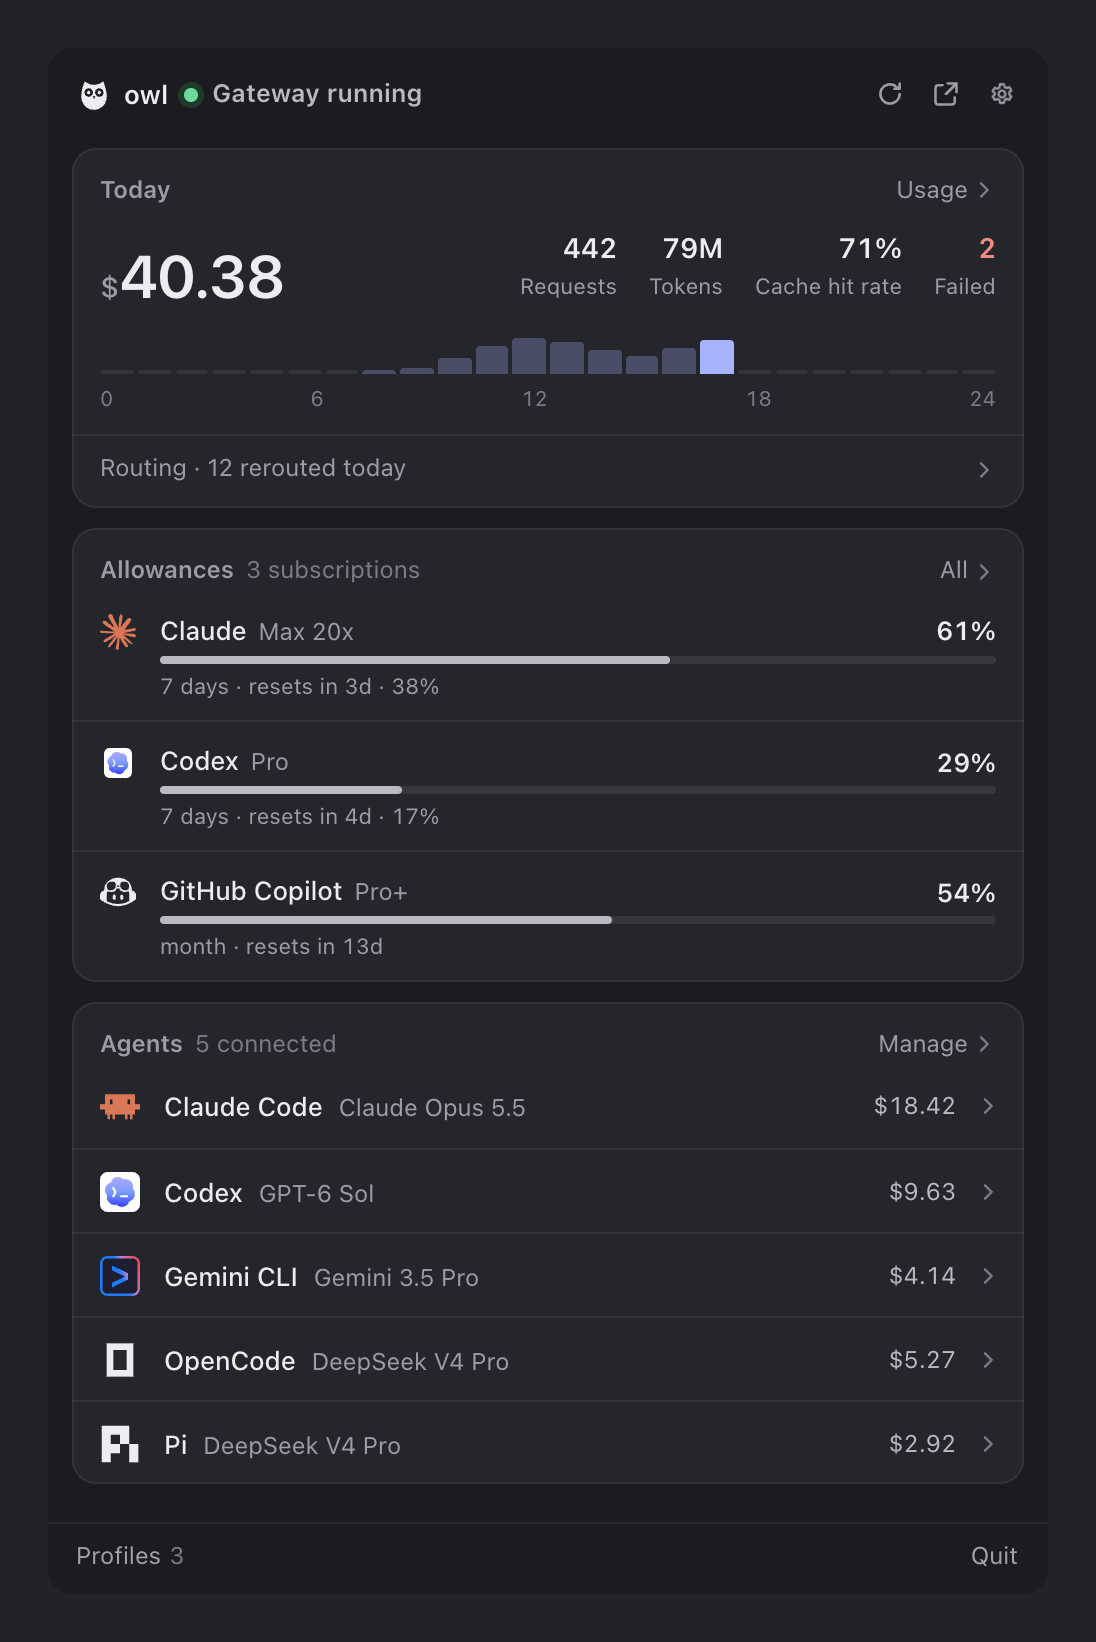 owl Gateway running
Today
Usage
$40.38
442 79M 71% 2
Requests Tokens Cache hit rate Failed
0 6 12 18 24
Routing · 12 rerouted today
Allowances 3 subscriptions
All
Claude Max 20x
61%
7 days · resets in 3d · 38%
Codex Pro
29%
7 days · resets in 4d · 17%
GitHub Copilot Pro+
54%
month · resets in 13d
Agents 5 connected
Manage
Claude Code Claude Opus 5.5
$18.42
Codex GPT-6 Sol
$9.63
Gemini CLI Gemini 3.5 Pro
$4.14
OpenCode DeepSeek V4 Pro
$5.27
Pi DeepSeek V4 Pro
$2.92
Profiles 3
Quit